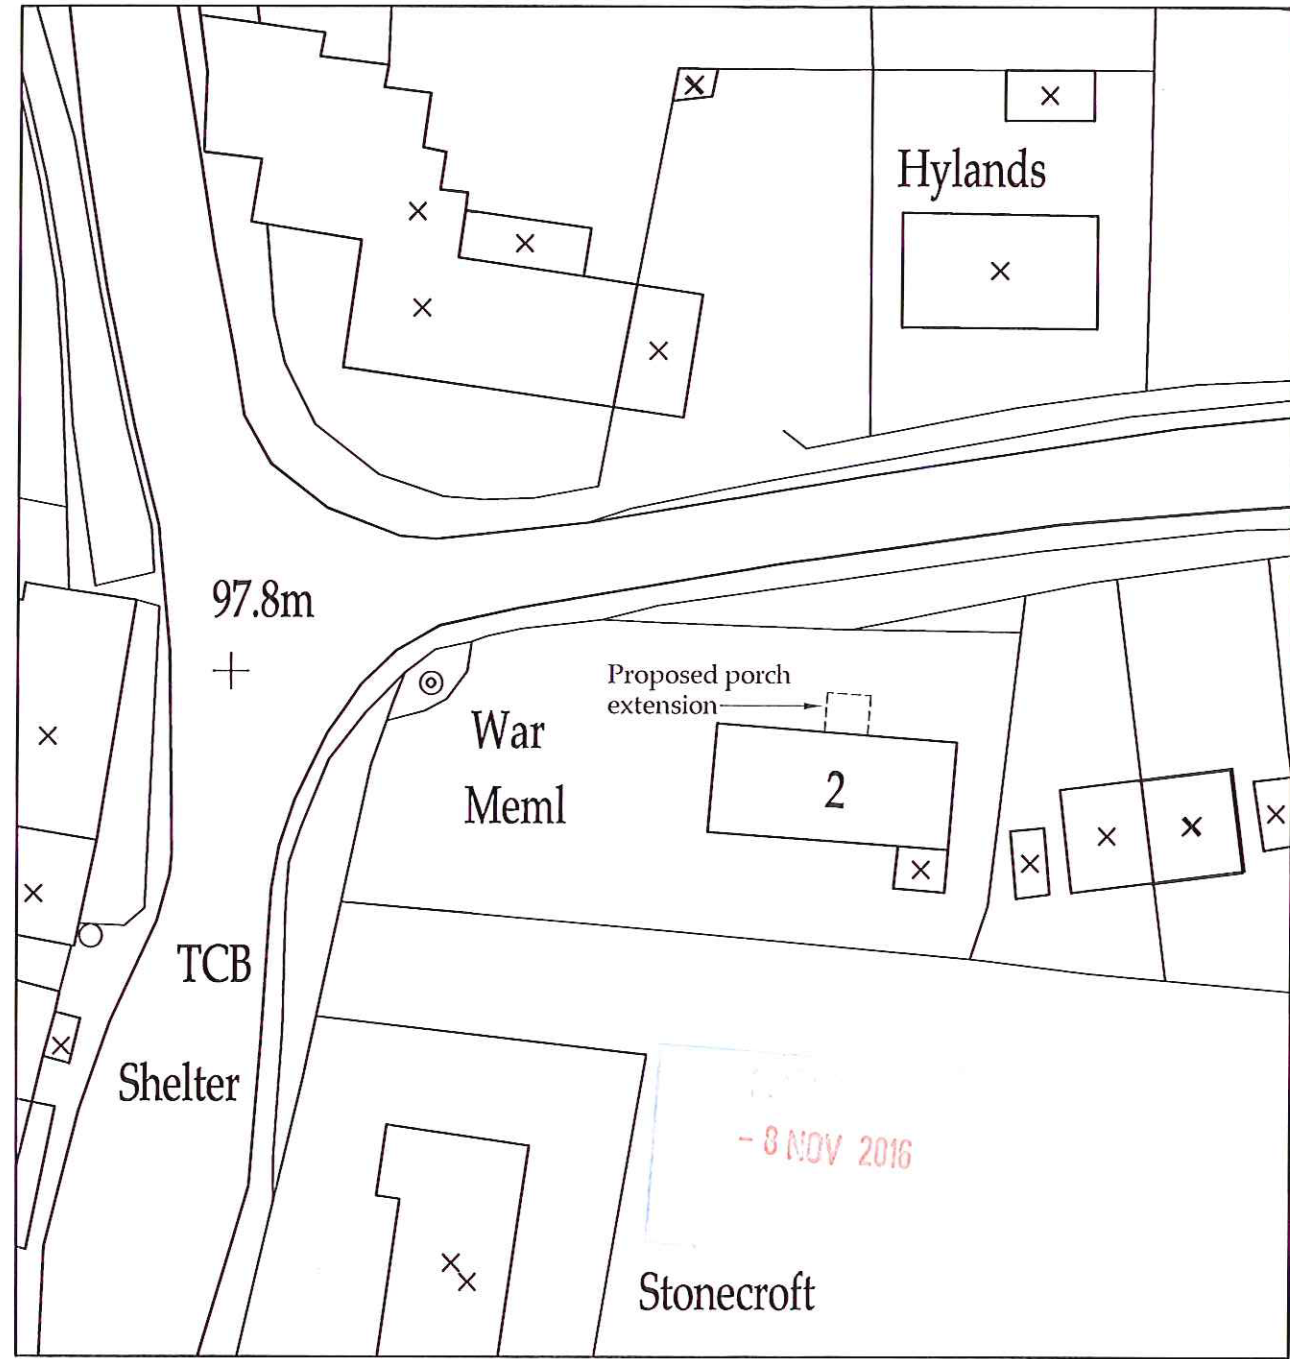 Hylands
97.8m
Proposed porch
extension
War
Meml
2
TCB
Shelter
- 8 NOV 2016
Stonecroft